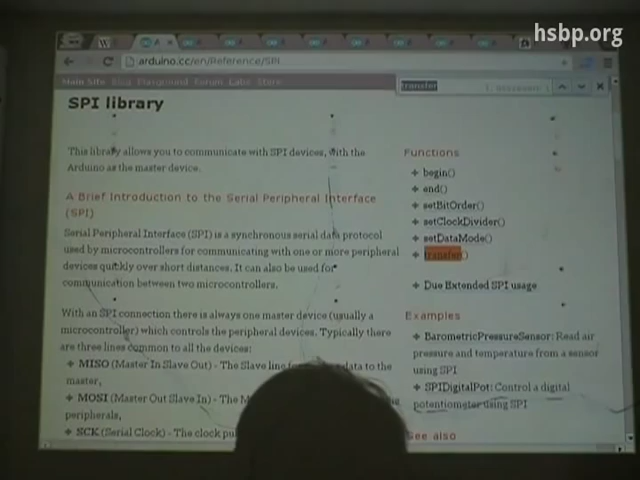 hsbp.org
arduino.cc/en/Reference/SPI
transfer
Main Site Blog Playground Forum Labs Store
SPI library
This library allows you to communicate with SPI devices, with the
Arduino as the master device.
A Brief Introduction to the Serial Peripheral Interface
(SPI)
Serial Peripheral Interface (SPI) is a synchronous serial data protocol
used by microcontrollers for communicating with one or more peripheral
devices quickly over short distances. It can also be used for
communication between two microcontrollers.
With an SPI connection there is always one master device (usually a
microcontroller) which controls the peripheral devices. Typically there
are three lines common to all the devices:
MISO (Master In Slave Out) - The Slave line for data to the
master,
MOSI (Master Out Slave In) - The M
peripherals,
SCK (Serial Clock) - The clock pu
Functions
begin()
end()
setBitOrder()
setClockDivider()
setDataMode()
transfer()
Due Extended SPI usage
Examples
BarometricPressureSensor: Read air
pressure and temperature from a sensor
using SPI
SPIDigitalPot: Control a digital
potentiometer using SPI
See also